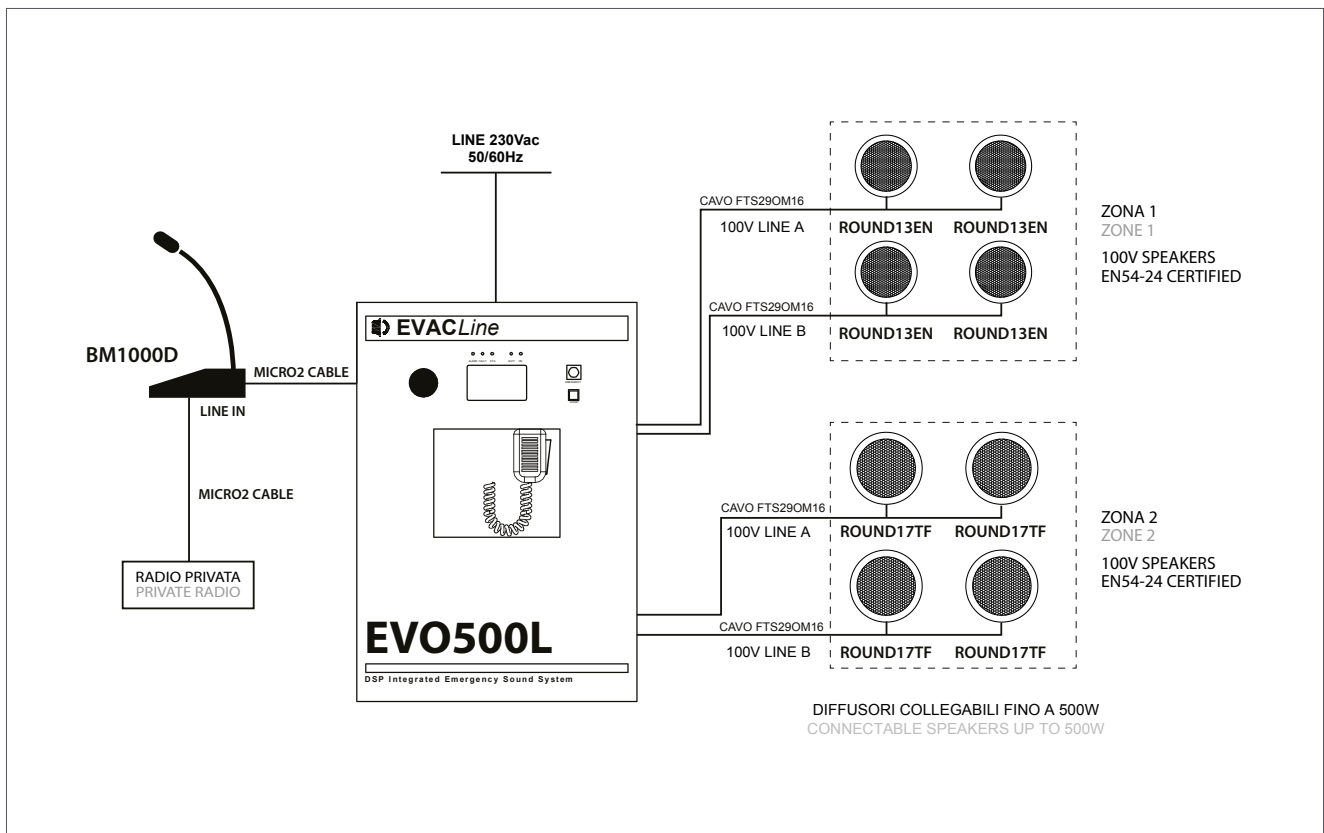 LINE 230Vac
50/60Hz
BM1000D
MICRO2 CABLE
LINE IN
MICRO2 CABLE
RADIO PRIVATA
PRIVATE RADIO
EVACLine
EVO500L
DSP Integrated Emergency Sound System
CAVO FTS29OM16
100V LINE A
ROUND13EN ROUND13EN
CAVO FTS29OM16
100V LINE B
ROUND13EN ROUND13EN
ZONA 1
ZONE 1
100V SPEAKERS
EN54-24 CERTIFIED
CAVO FTS29OM16
100V LINE A
ROUND17TF ROUND17TF
CAVO FTS29OM16
100V LINE B
ROUND17TF ROUND17TF
ZONA 2
ZONE 2
100V SPEAKERS
EN54-24 CERTIFIED
DIFFUSORI COLLEGABILI FINO A 500W
CONNECTABLE SPEAKERS UP TO 500W